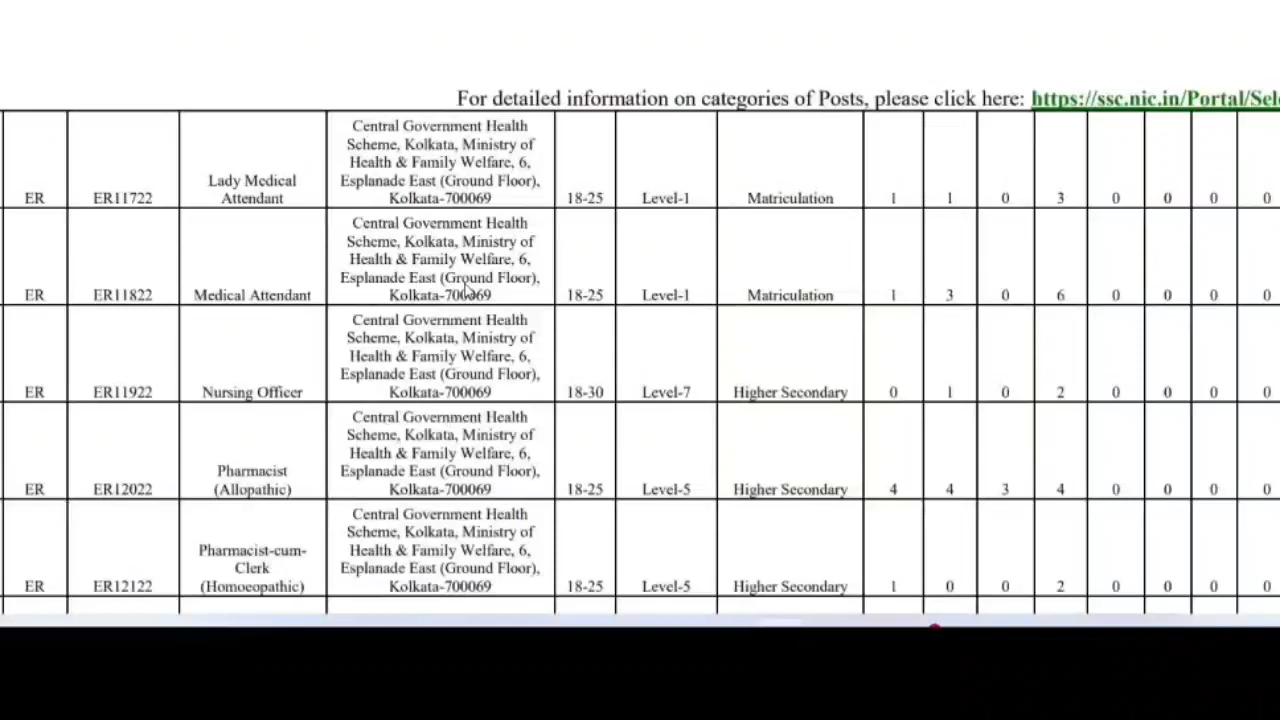 For detailed information on categories of Posts, please click here: https://ssc.nic.in/Portal/Sel
Central Government Health
Scheme, Kolkata, Ministry of
Health & Family Welfare, 6,
Esplanade East (Ground Floor),
ER ER11722 Lady Medical Attendant Kolkata-700069 18-25 Level-1 Matriculation 1 1 0 3 0 0 0 0
Central Government Health
Scheme, Kolkata, Ministry of
Health & Family Welfare, 6,
Esplanade East (Ground Floor),
ER ER11822 Medical Attendant Kolkata-700069 18-25 Level-1 Matriculation 1 3 0 6 0 0 0 0
Central Government Health
Scheme, Kolkata, Ministry of
Health & Family Welfare, 6,
Esplanade East (Ground Floor),
ER ER11922 Nursing Officer Kolkata-700069 18-30 Level-7 Higher Secondary 0 1 0 2 0 0 0 0
Central Government Health
Scheme, Kolkata, Ministry of
Health & Family Welfare, 6,
Esplanade East (Ground Floor),
ER ER12022 Pharmacist (Allopathic) Kolkata-700069 18-25 Level-5 Higher Secondary 4 4 3 4 0 0 0 0
Central Government Health
Scheme, Kolkata, Ministry of
Health & Family Welfare, 6,
Esplanade East (Ground Floor),
ER ER12122 Pharmacist-cum-Clerk (Homoeopathic) Kolkata-700069 18-25 Level-5 Higher Secondary 1 0 0 2 0 0 0 0